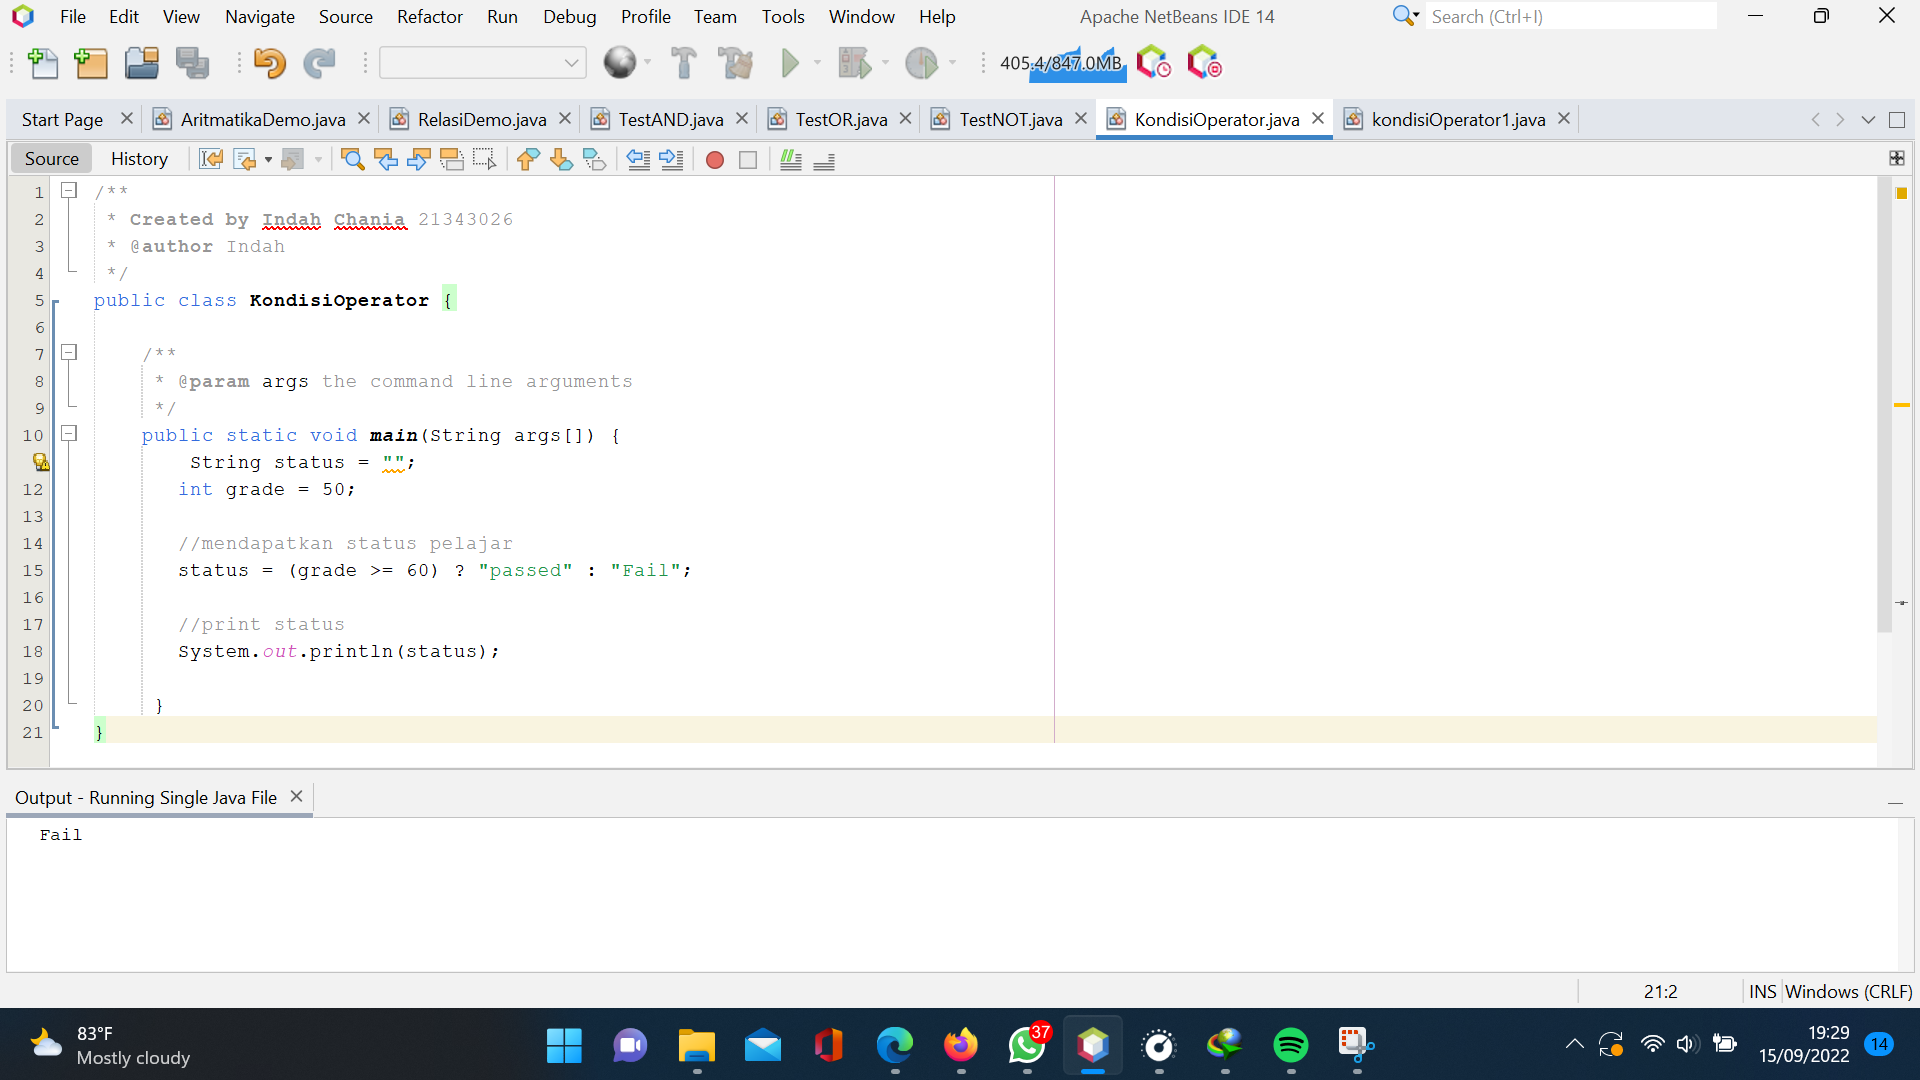 File Edit View Navigate Source Refactor Run Debug Profile Team Tools Window Help Apache NetBeans IDE 14 Search (Ctrl+I)
405.4/847.0MB
Start Page AritmatikaDemo.java RelasiDemo.java TestAND.java TestOR.java TestNOT.java KondisiOperator.java kondisiOperator1.java
Source History
1 /**
2 * Created by Indah Chania 21343026
3 * @author Indah
4 */
5 public class KondisiOperator {
6
7 /**
8 * @param args the command line arguments
9 */
10 public static void main(String args[]) {
String status = "";
12 int grade = 50;
13
14 //mendapatkan status pelajar
15 status = (grade >= 60) ? "passed" : "Fail";
16
17 //print status
18 System.out.println(status);
19
20 }
21 }
Output - Running Single Java File
Fail
21:2 INS Windows (CRLF)
83°F
Mostly cloudy
37
19:29
15/09/2022
14